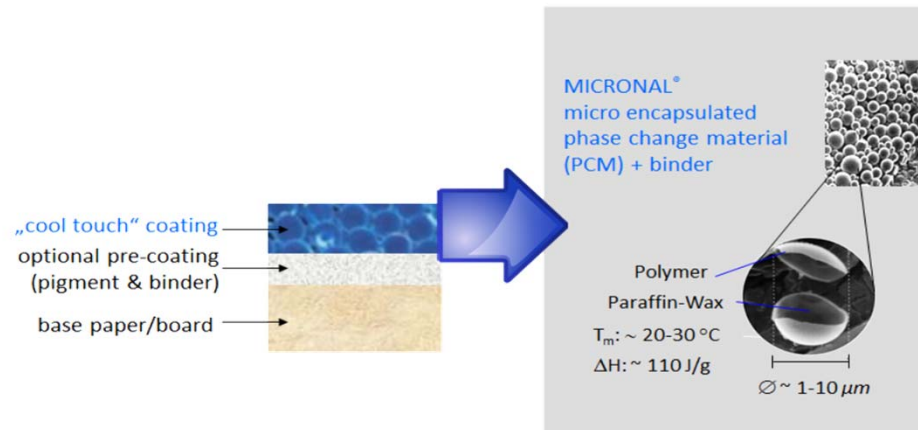 „cool touch“ coating
optional pre-coating
(pigment & binder)
base paper/board
MICRONAL®
micro encapsulated
phase change material
(PCM) + binder
Polymer
Paraffin-Wax
Tm: ~ 20-30 °C
ΔH: ~ 110 J/g
∅ ~ 1-10 µm